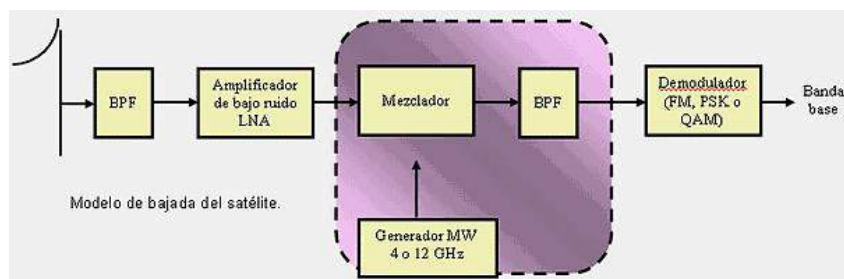 BPF
Amplificador
de bajo ruido
LNA
Mezclador
BPF
Demodulador
(FM, PSK o
QAM)
Banda
base
Modelo de bajada del satélite.
Generador MW
4 o 12 GHz